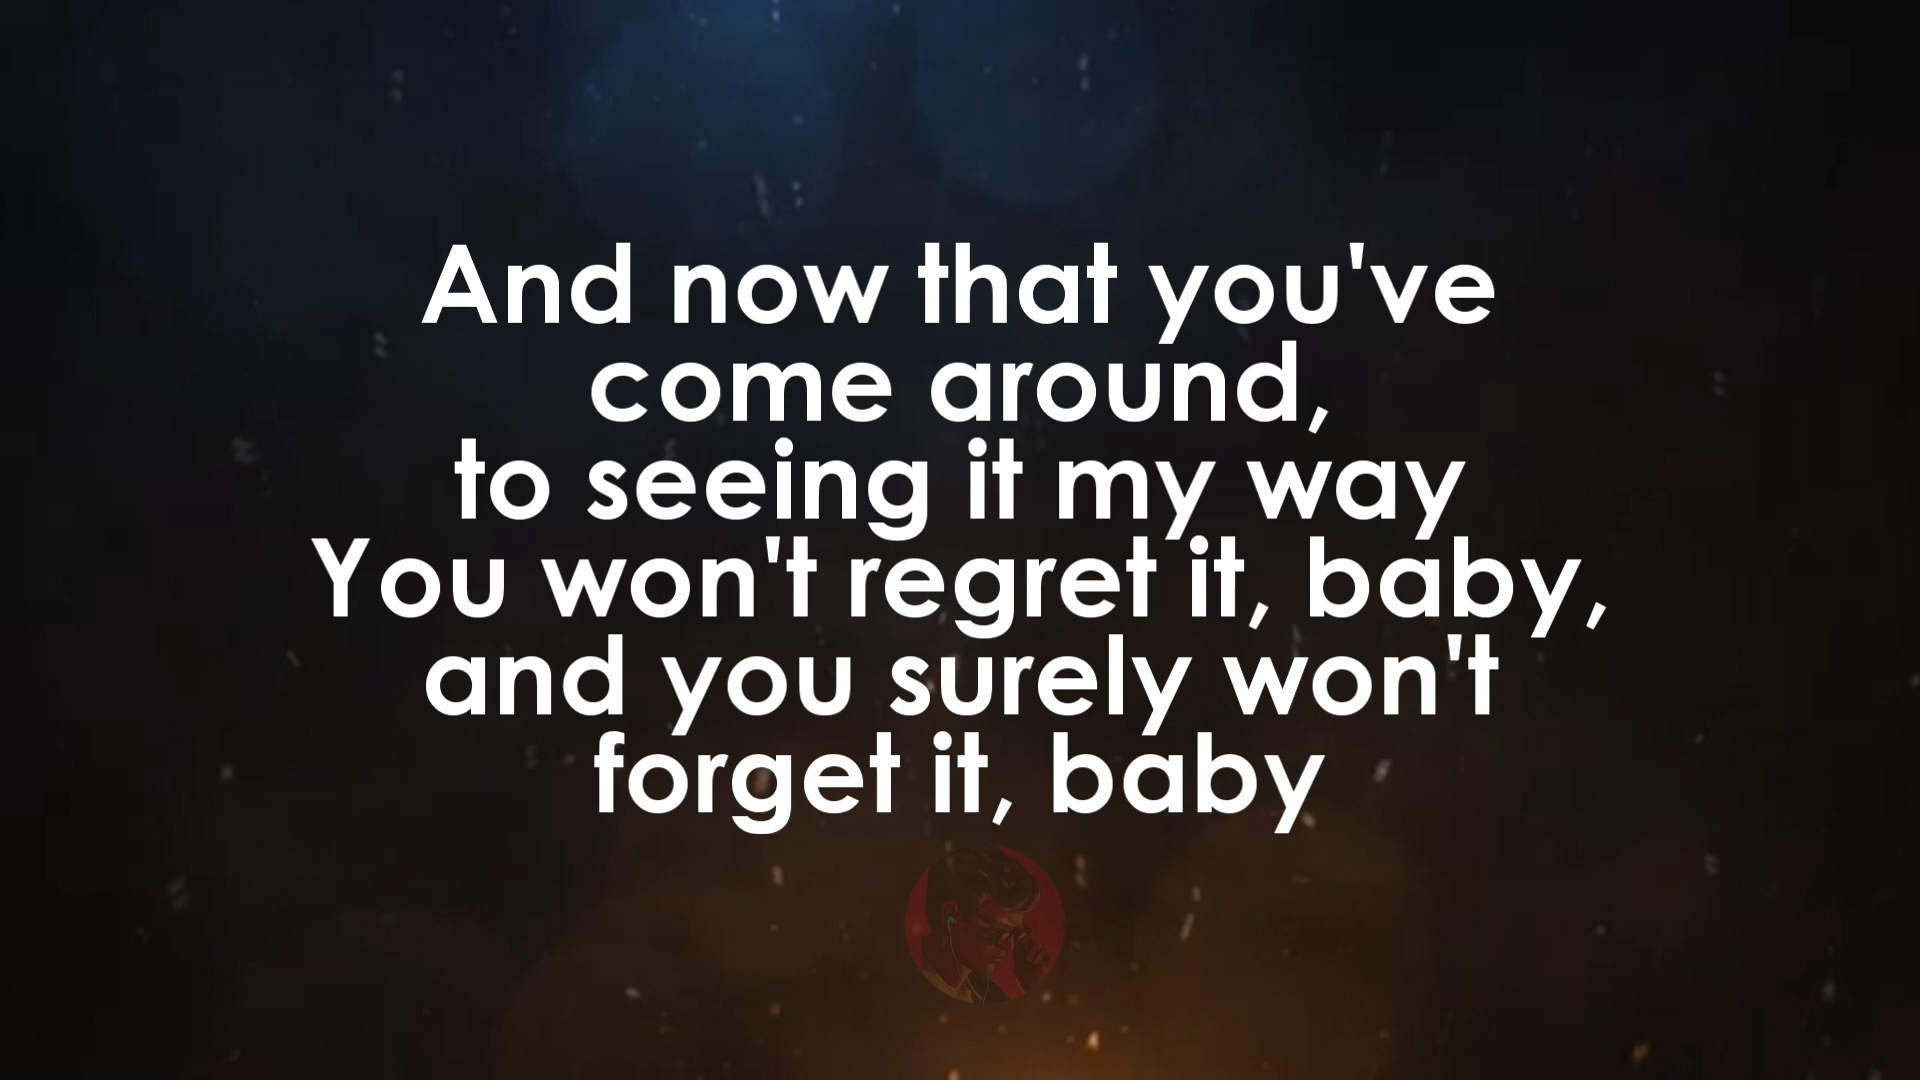 And now that you've
come around,
to seeing it my way
You won't regret it, baby,
and you surely won't
forget it, baby